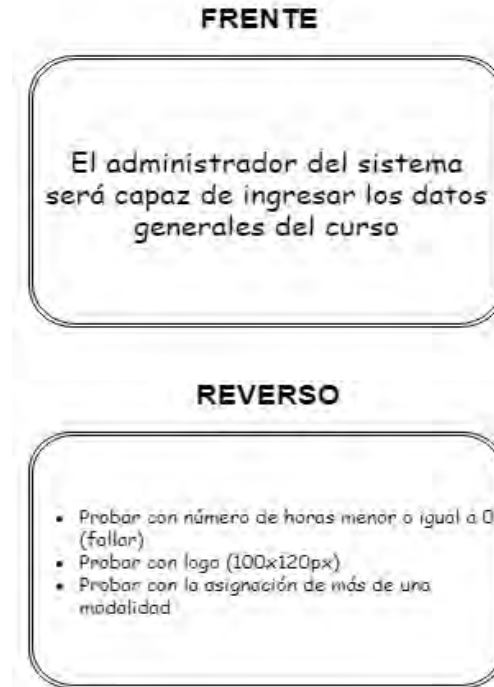 FRENTE
El administrador del sistema
será capaz de ingresar los datos
generales del curso
REVERSO
• Probar con número de horas menor o igual a 0
(fallar)
• Probar con logo (100x120px)
• Probar con la asignación de más de una
modalidad